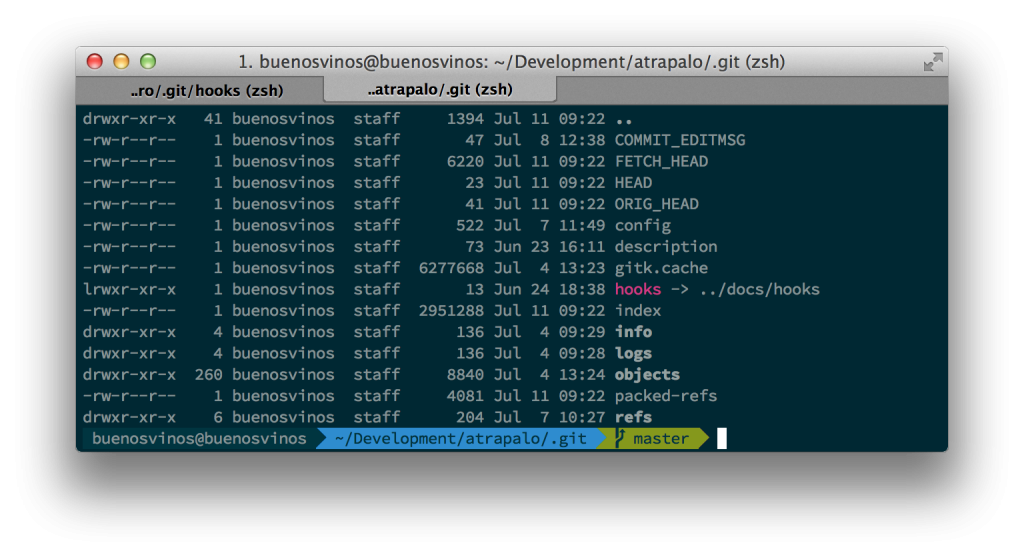 1. buenosvinos@buenosvinos: ~/Development/atrapalo/.git (zsh)
..ro/.git/hooks (zsh) ..atrapalo/.git (zsh)
drwxr-xr-x 41 buenosvinos staff 1394 Jul 11 09:22 ..
-rw-r--r-- 1 buenosvinos staff 47 Jul 8 12:38 COMMIT_EDITMSG
-rw-r--r-- 1 buenosvinos staff 6220 Jul 11 09:22 FETCH_HEAD
-rw-r--r-- 1 buenosvinos staff 23 Jul 11 09:22 HEAD
-rw-r--r-- 1 buenosvinos staff 41 Jul 11 09:22 ORIG_HEAD
-rw-r--r-- 1 buenosvinos staff 522 Jul 7 11:49 config
-rw-r--r-- 1 buenosvinos staff 73 Jun 23 16:11 description
-rw-r--r-- 1 buenosvinos staff 6277668 Jul 4 13:23 gitk.cache
lrwxr-xr-x 1 buenosvinos staff 13 Jun 24 18:38 hooks -> ../docs/hooks
-rw-r--r-- 1 buenosvinos staff 2951288 Jul 11 09:22 index
drwxr-xr-x 4 buenosvinos staff 136 Jul 4 09:29 info
drwxr-xr-x 4 buenosvinos staff 136 Jul 4 09:28 logs
drwxr-xr-x 260 buenosvinos staff 8840 Jul 4 13:24 objects
-rw-r--r-- 1 buenosvinos staff 4081 Jul 11 09:22 packed-refs
drwxr-xr-x 6 buenosvinos staff 204 Jul 7 10:27 refs
buenosvinos@buenosvinos ~/Development/atrapalo/.git master